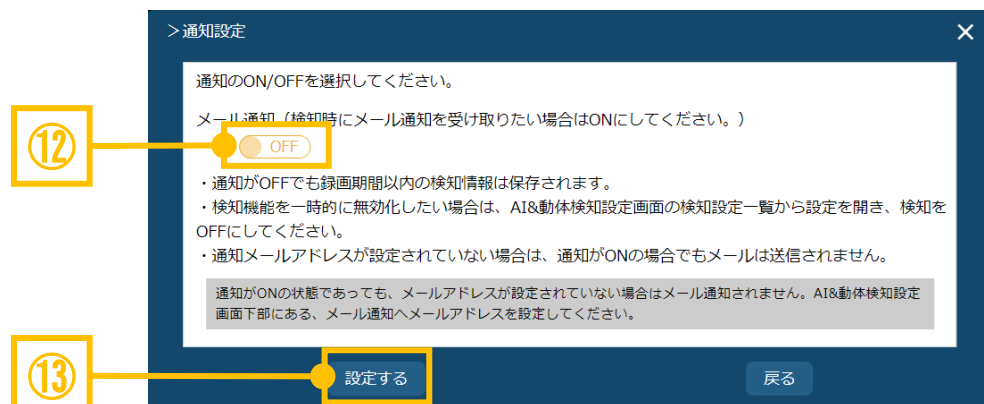 ＞通知設定
×
通知のON/OFFを選択してください。
メール通知（検知時にメール通知を受け取りたい場合はONにしてください。）
⑫
OFF
・通知がOFFでも録画期間以内の検知情報は保存されます。
・検知機能を一時的に無効化したい場合は、AI&動体検知設定画面の検知設定一覧から設定を開き、検知を
OFFにしてください。
・通知メールアドレスが設定されていない場合は、通知がONの場合でもメールは送信されません。
通知がONの状態であっても、メールアドレスが設定されていない場合はメール通知されません。AI&動体検知設定
画面下部にある、メール通知へメールアドレスを設定してください。
⑬
設定する
戻る